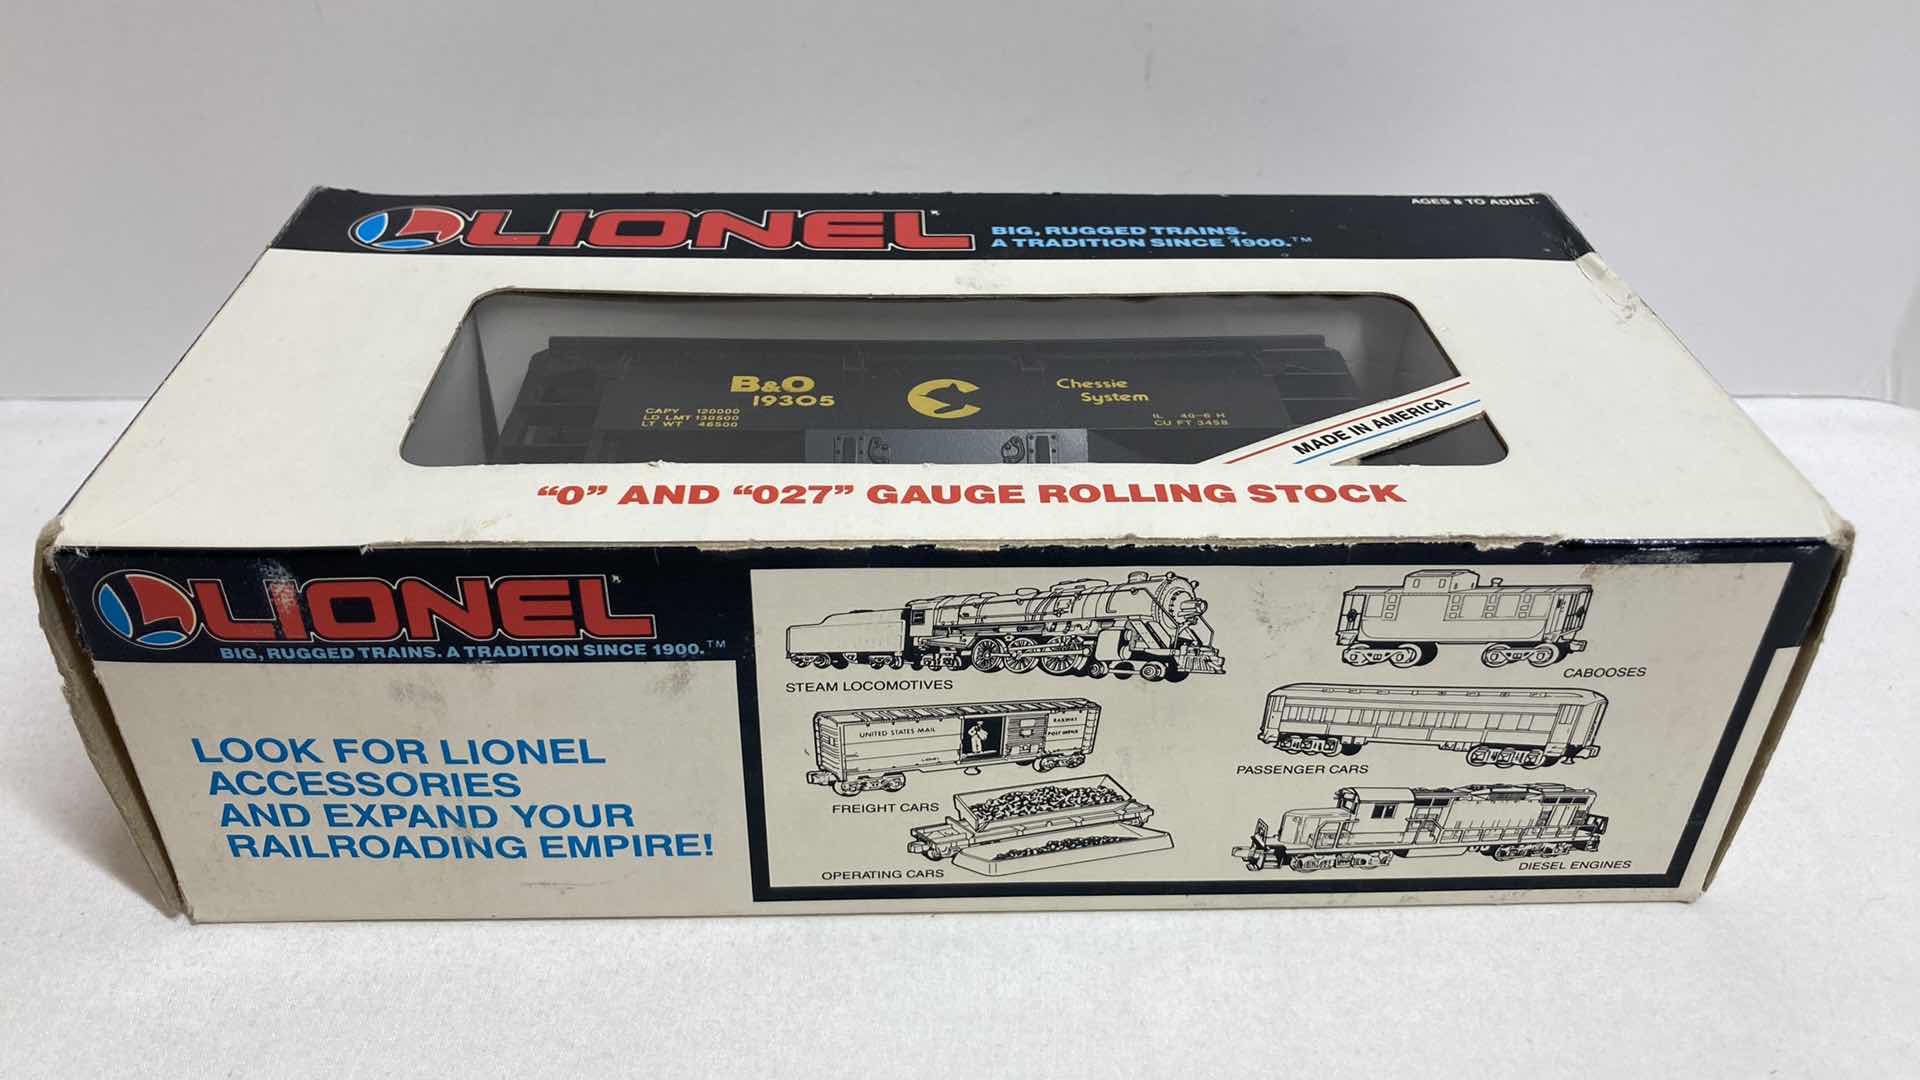 LIONEL
BIG, RUGGED TRAINS.
A TRADITION SINCE 1900.™
AGES 8 TO ADULT.
B&O
19305
CAPY 120000
LD LMT 130500
LT WT 46500
C
Chessie
System
IL 40-6 H
CU FT 3458
MADE IN AMERICA
"O" AND "O27" GAUGE ROLLING STOCK
LIONEL
BIG, RUGGED TRAINS. A TRADITION SINCE 1900.™
LOOK FOR LIONEL
ACCESSORIES
AND EXPAND YOUR
RAILROADING EMPIRE!
STEAM LOCOMOTIVES
CABOOSES
UNITED STATES MAIL
RAILWAY
POST OFFICE
FREIGHT CARS
PASSENGER CARS
OPERATING CARS
DIESEL ENGINES